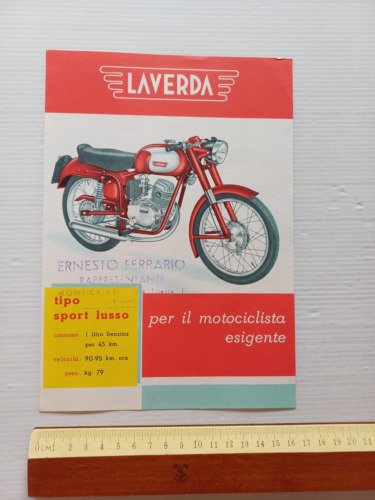 LAVERDA
ERNESTO FERRARIO
RAPPRESENTANTE
tipo
sport lusso
consumo: 1 litro benzina
per 45 km.
velocità 90-95 km. ora
peso kg. 79
per il motociclista
esigente
0 CM 1 2 3 4 5 6 7 8 9 10 11 12 13 14 15 16 17 18 19 20 21